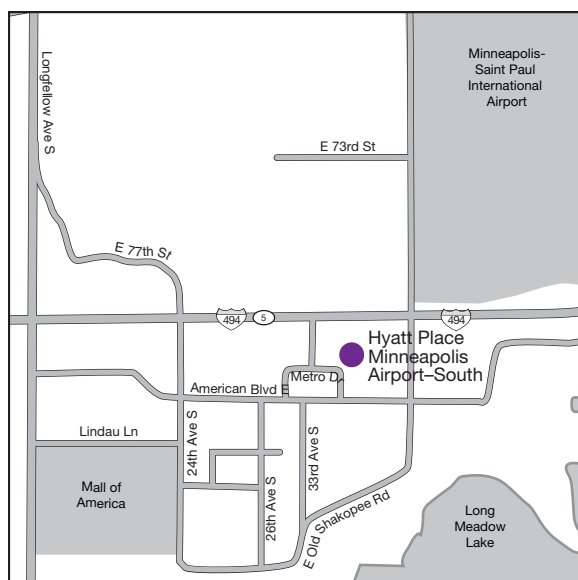 Minneapolis-
Saint Paul
International
Airport
Longfellow Ave S
E 73rd St
E 77th St
494
5
494
Hyatt Place
Minneapolis
Airport–South
Metro Dr
American Blvd E
Lindau Ln
24th Ave S
26th Ave S
33rd Ave S
E Old Shakopee Rd
Mall of
America
Long
Meadow
Lake